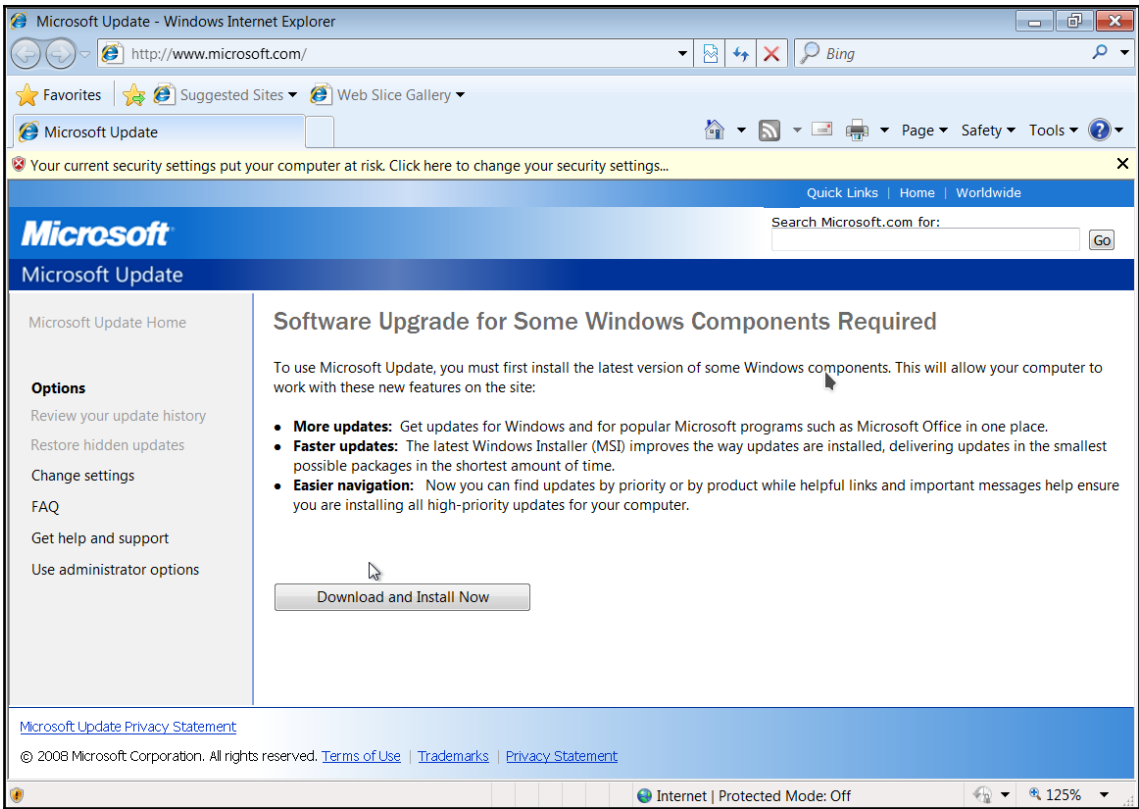 Microsoft Update - Windows Internet Explorer
http://www.microsoft.com/
Bing
Favorites Suggested Sites Web Slice Gallery
Microsoft Update Page Safety Tools
Your current security settings put your computer at risk. Click here to change your security settings...
Quick Links | Home | Worldwide
Microsoft
Search Microsoft.com for:
Go
Microsoft Update
Microsoft Update Home
Options
Review your update history
Restore hidden updates
Change settings
FAQ
Get help and support
Use administrator options
Software Upgrade for Some Windows Components Required
To use Microsoft Update, you must first install the latest version of some Windows components. This will allow your computer to
work with these new features on the site:
• More updates: Get updates for Windows and for popular Microsoft programs such as Microsoft Office in one place.
• Faster updates: The latest Windows Installer (MSI) improves the way updates are installed, delivering updates in the smallest
possible packages in the shortest amount of time.
• Easier navigation: Now you can find updates by priority or by product while helpful links and important messages help ensure
you are installing all high-priority updates for your computer.
Download and Install Now
Microsoft Update Privacy Statement
© 2008 Microsoft Corporation. All rights reserved. Terms of Use | Trademarks | Privacy Statement
Internet | Protected Mode: Off 125%